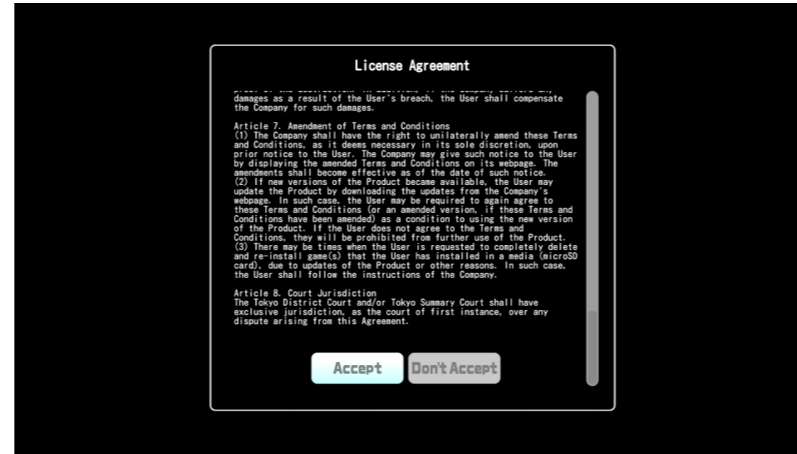 License Agreement
damages as a result of the User's breach, the User shall compensate
the Company for such damages.
Article 7. Amendment of Terms and Conditions
(1) The Company shall have the right to unilaterally amend these Terms
and Conditions, as it deems necessary in its sole discretion, upon
prior notice to the User. The Company may give such notice to the User
by displaying the amended Terms and Conditions on its webpage. The
amendments shall become effective as of the date of such notice.
(2) If new versions of the Product became available, the User may
update the Product by downloading the updates from the Company's
webpage. In such case, the User may be required to again agree to
these Terms and Conditions (or an amended version, if these Terms and
Conditions have been amended) as a condition to using the new version
of the Product. If the User does not agree to the Terms and
Conditions, they will be prohibited from further use of the Product.
(3) There may be times when the User is requested to completely delete
and re-install game(s) that the User has installed in a media (microSD
card), due to updates of the Product or other reasons. In such case,
the User shall follow the instructions of the Company.
Article 8. Court Jurisdiction
The Tokyo District Court and/or Tokyo Summary Court shall have
exclusive jurisdiction, as the court of first instance, over any
dispute arising from this Agreement.
Accept Don't Accept